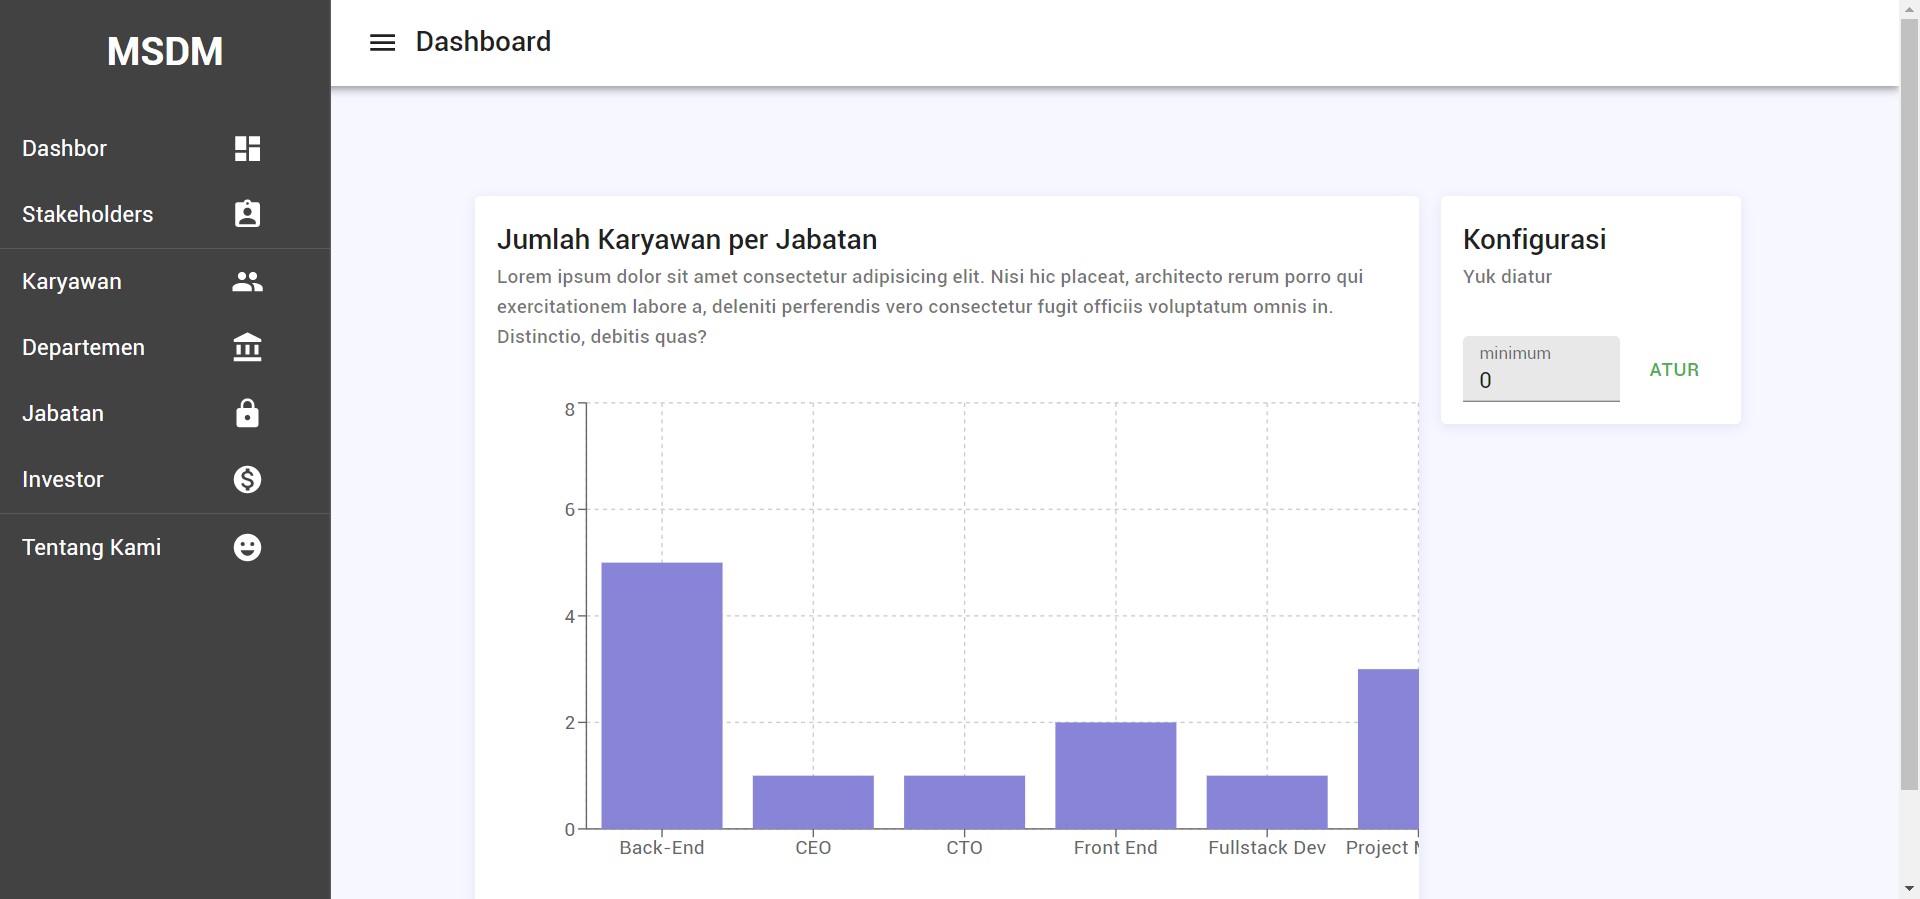 MSDM
Dashbor
Stakeholders
Karyawan
Departemen
Jabatan
Investor
Tentang Kami
Dashboard
Jumlah Karyawan per Jabatan
Lorem ipsum dolor sit amet consectetur adipisicing elit. Nisi hic placeat, architecto rerum porro qui
exercitationem labore a, deleniti perferendis vero consectetur fugit officiis voluptatum omnis in.
Distinctio, debitis quas?
8
6
4
2
0
Back-End
CEO
CTO
Front End
Fullstack Dev
Project
Konfigurasi
Yuk diatur
minimum
0
ATUR